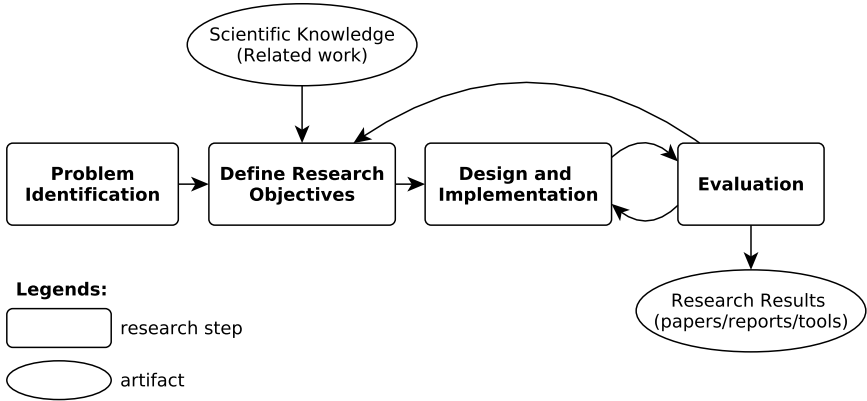 Scientific Knowledge
(Related work)
Problem
Identification
Define Research
Objectives
Design and
Implementation
Evaluation
Research Results
(papers/reports/tools)
Legends:
research step
artifact